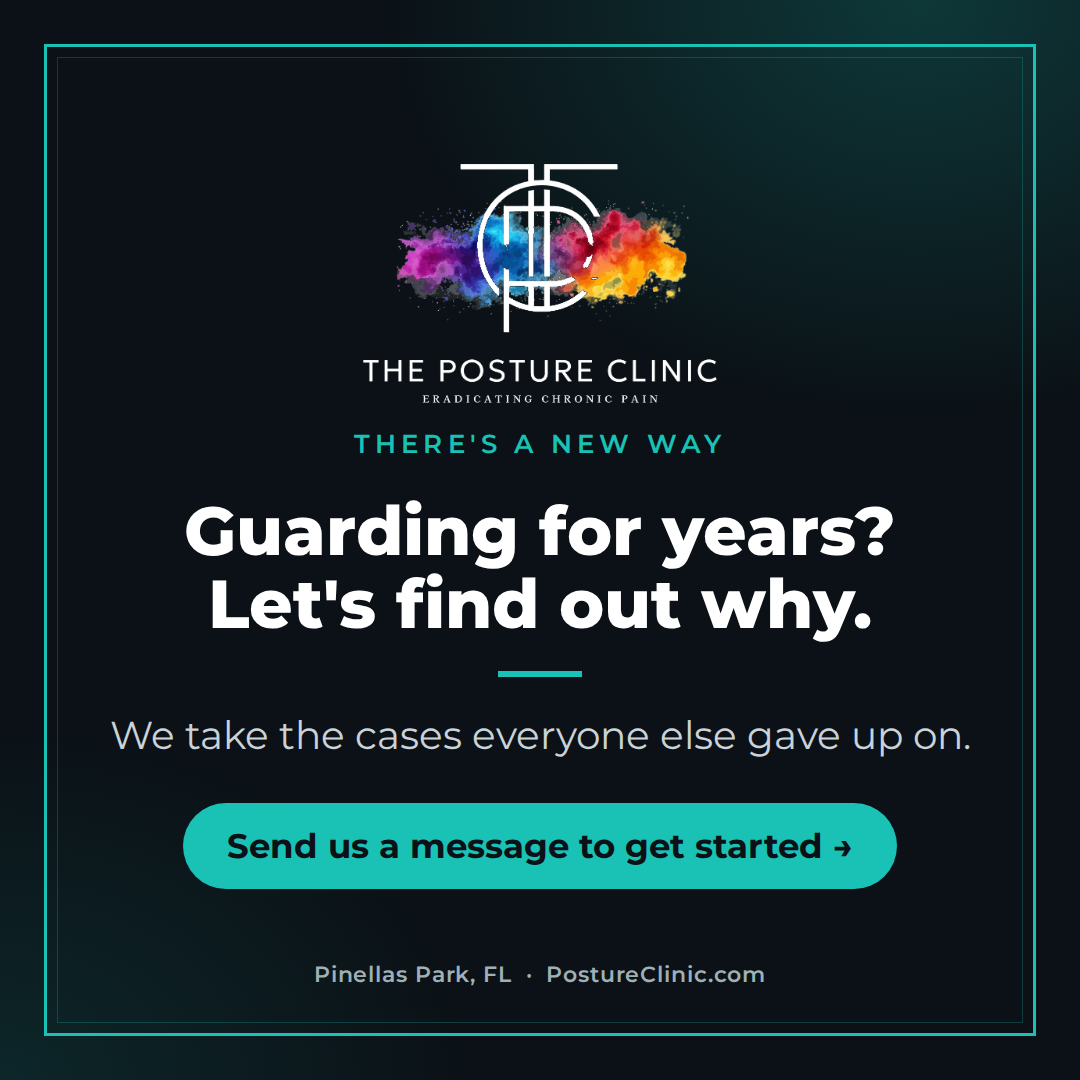 THE POSTURE CLINIC
ERADICATING CHRONIC PAIN
THERE'S A NEW WAY
Guarding for years?
Let's find out why.
We take the cases everyone else gave up on.
Send us a message to get started →
Pinellas Park, FL · PostureClinic.com